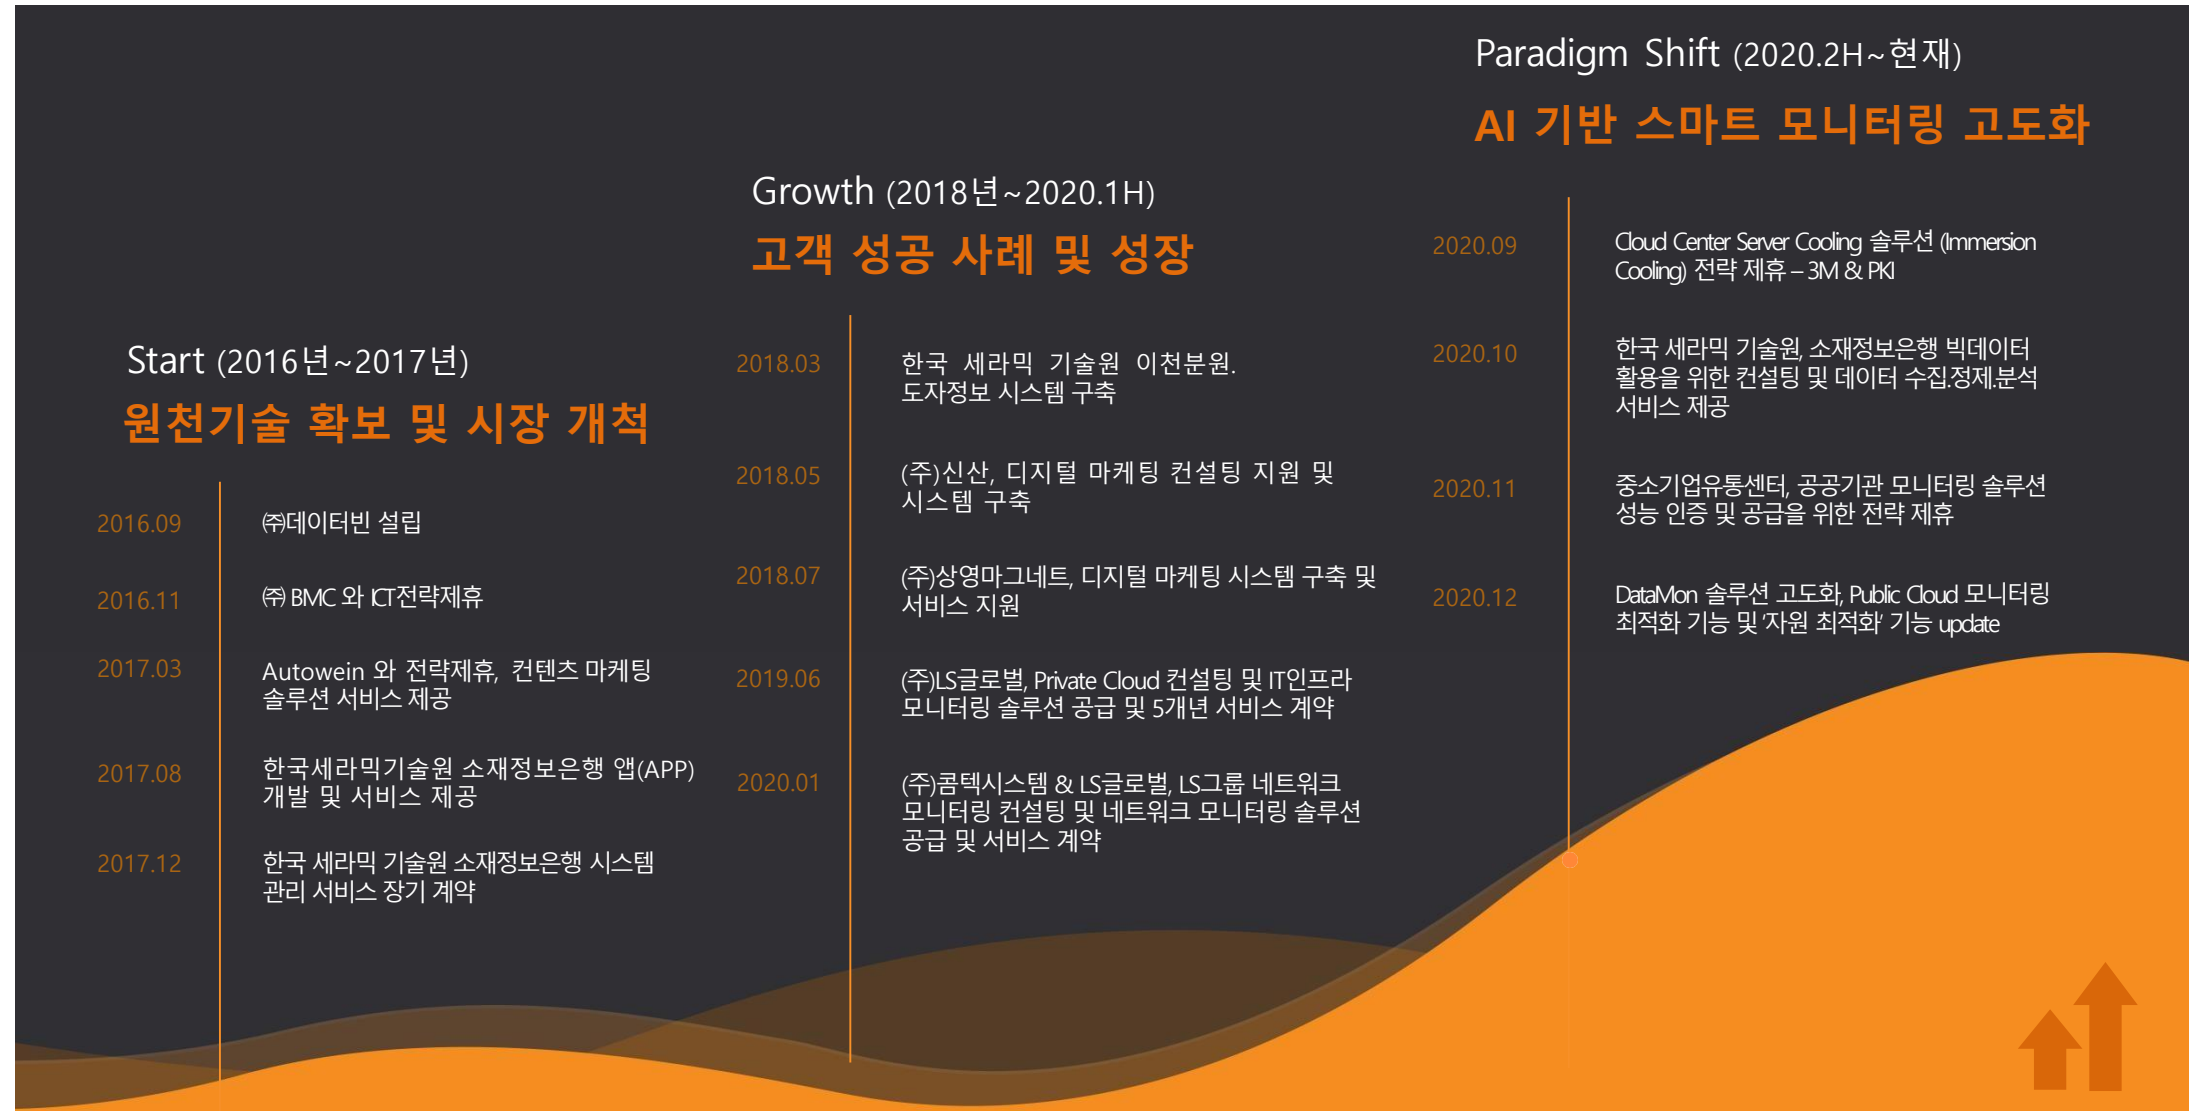 Start (2016년~2017년)
원천기술 확보 및 시장 개척
2016.09
㈜데이터빈 설립
2016.11
㈜ BMC 와 ICT전략제휴
2017.03
Autowein 와 전략제휴, 컨텐츠 마케팅
솔루션 서비스 제공
2017.08
한국세라믹기술원 소재정보은행 앱(APP)
개발 및 서비스 제공
2017.12
한국 세라믹 기술원 소재정보은행 시스템
관리 서비스 장기 계약
Growth (2018년~2020.1H)
고객 성공 사례 및 성장
2018.03
한국 세라믹 기술원 이천분원.
도자정보 시스템 구축
2018.05
(주)신산, 디지털 마케팅 컨설팅 지원 및
시스템 구축
2018.07
(주)상영마그네트, 디지털 마케팅 시스템 구축 및
서비스 지원
2019.06
(주)LS글로벌, Private Cloud 컨설팅 및 IT인프라
모니터링 솔루션 공급 및 5개년 서비스 계약
2020.01
(주)콤텍시스템 & LS글로벌, LS그룹 네트워크
모니터링 컨설팅 및 네트워크 모니터링 솔루션
공급 및 서비스 계약
Paradigm Shift (2020.2H~현재)
AI 기반 스마트 모니터링 고도화
2020.09
Cloud Center Server Cooling 솔루션 (Immersion
Cooling) 전략 제휴 – 3M & PKI
2020.10
한국 세라믹 기술원, 소재정보은행 빅데이터
활용을 위한 컨설팅 및 데이터 수집.정제.분석
서비스 제공
2020.11
중소기업유통센터, 공공기관 모니터링 솔루션
성능 인증 및 공급을 위한 전략 제휴
2020.12
DataMon 솔루션 고도화, Public Cloud 모니터링
최적화 기능 및 '자원 최적화' 기능 update